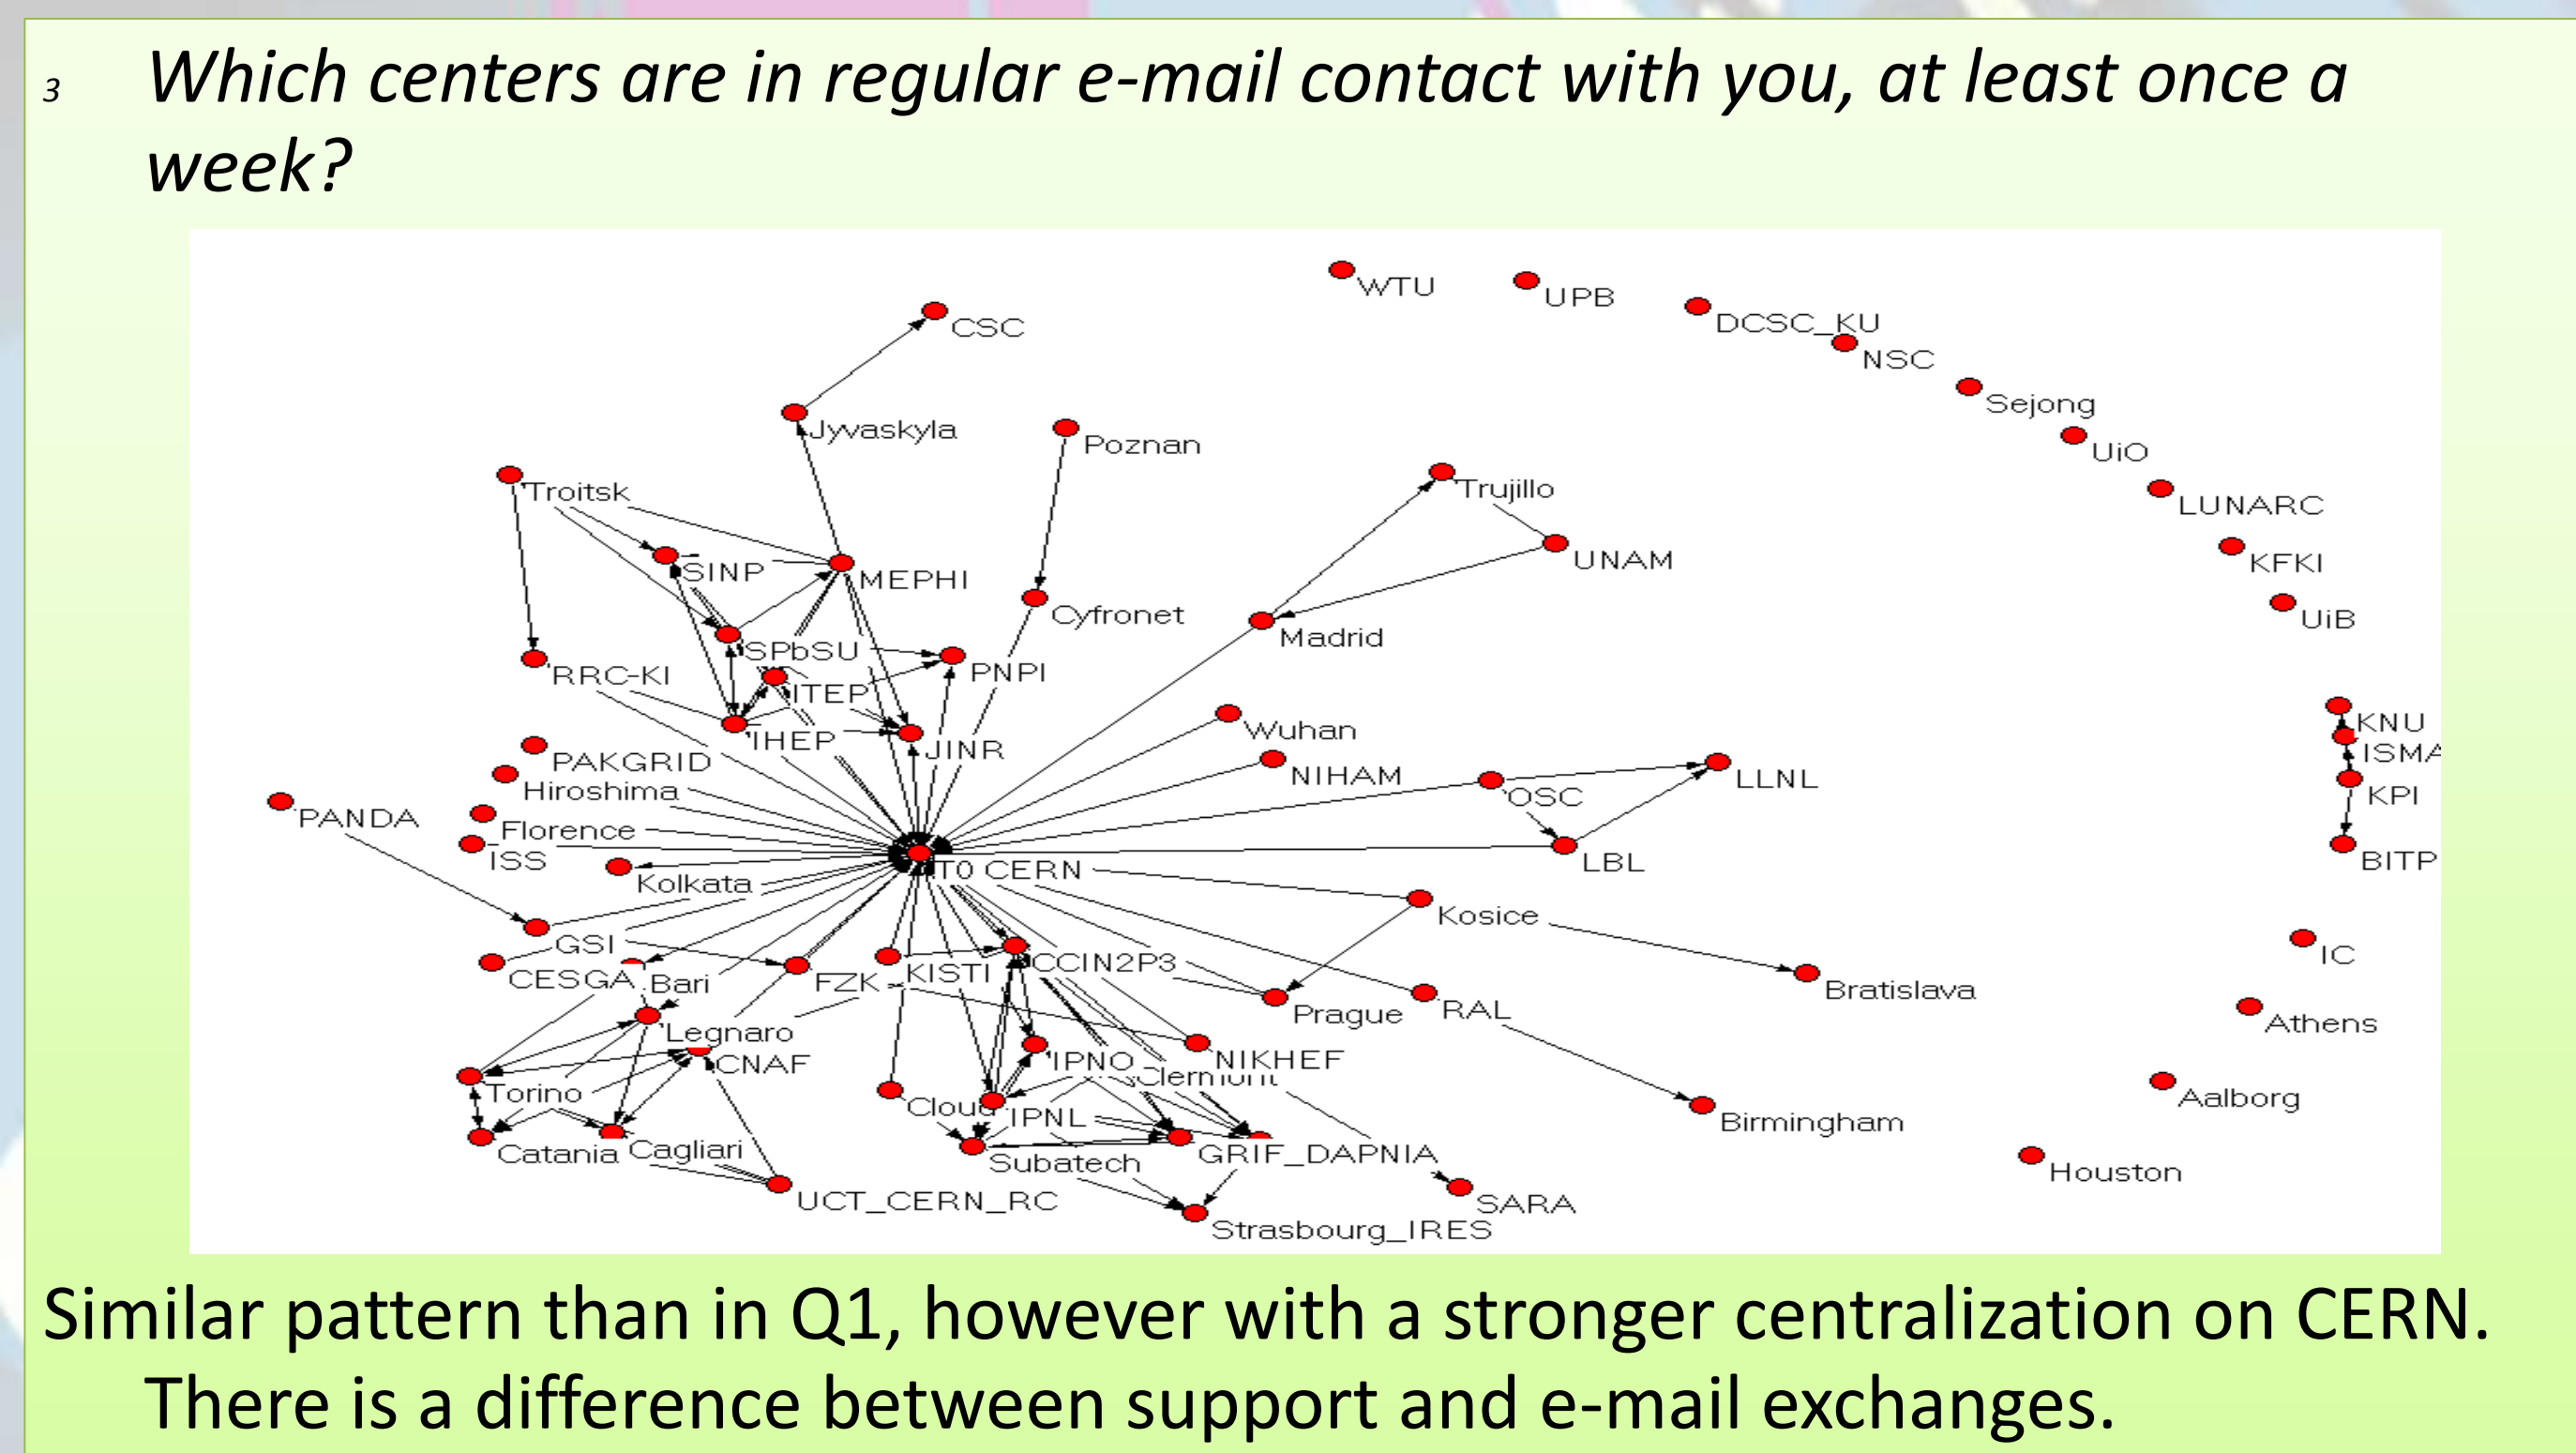 3 Which centers are in regular e-mail contact with you, at least once a
week?
WTU
UPB
DCSC_KU
CSC
NSC
Sejong
Jyvaskyla
Poznan
UiO
Troitsk
Trujillo
LUNARC
SINP
MEPHI
UNAM
KFKI
Cyfronet
UiB
Madrid
SPbSU
RRC-KI
PNPI
ITEP
KNU
IHEP
JINR
Wuhan
ISMA
PAKGRID
NIHAM
LLNL
Hiroshima
OSC
KPI
PANDA
Florence
ISS
T0 CERN
LBL
BITP
Kolkata
Kosice
GSI
IC
CESGA
Bari
FZK
KISTI
CCIN2P3
Bratislava
Legnaro
Prague
RAL
Athens
CNAF
IPNO
NIKHEF
Clermont
Torino
Cloud
IPNL
Aalborg
Birmingham
Catania
Cagliari
Subatech
GRIF_DAPNIA
Houston
UCT_CERN_RC
SARA
Strasbourg_IRES
Similar pattern than in Q1, however with a stronger centralization on CERN.
There is a difference between support and e-mail exchanges.